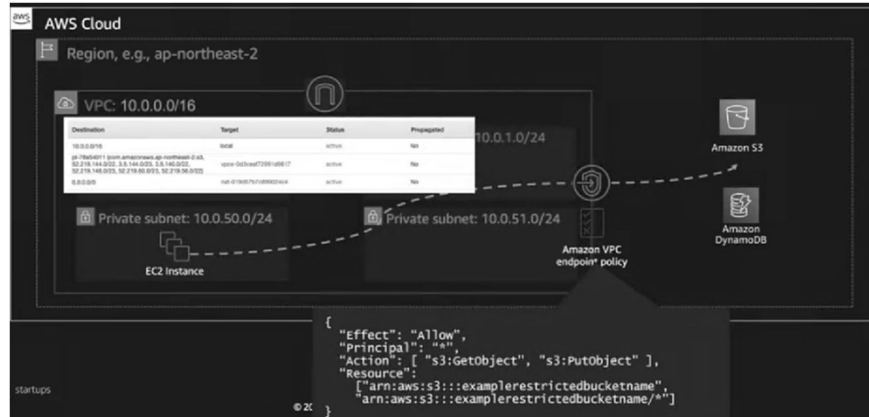 aws
AWS Cloud
Region, e.g., ap-northeast-2
VPC: 10.0.0.0/16
Destination Target Status Propagated
10.0.0.0/16 local active No
10.0.1.0/24
active No
0.0.0.0/0 active No
Amazon S3
Private subnet: 10.0.50.0/24
Private subnet: 10.0.51.0/24
EC2 Instance
Amazon VPC
endpoint policy
Amazon
DynamoDB
{
"Effect": "Allow",
"Principal": "*",
"Action": [ "s3:GetObject", "s3:PutObject" ],
"Resource":
["arn:aws:s3:::examplerestrictedbucketname",
"arn:aws:s3:::examplerestrictedbucketname/*"]
}
startups
© 20